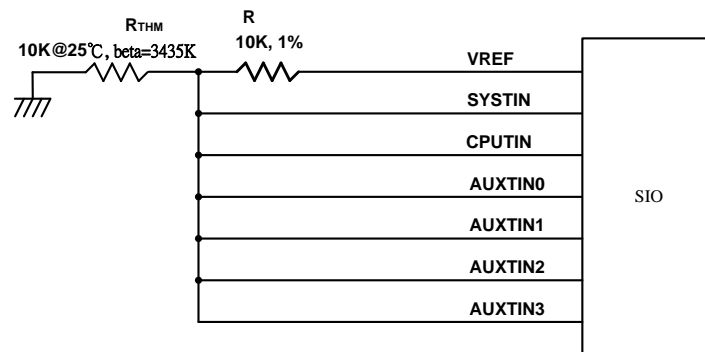 RTHM
R
10K@25℃, beta=3435K
10K, 1%
VREF
SYSTIN
CPUTIN
AUXTIN0
SIO
AUXTIN1
AUXTIN2
AUXTIN3